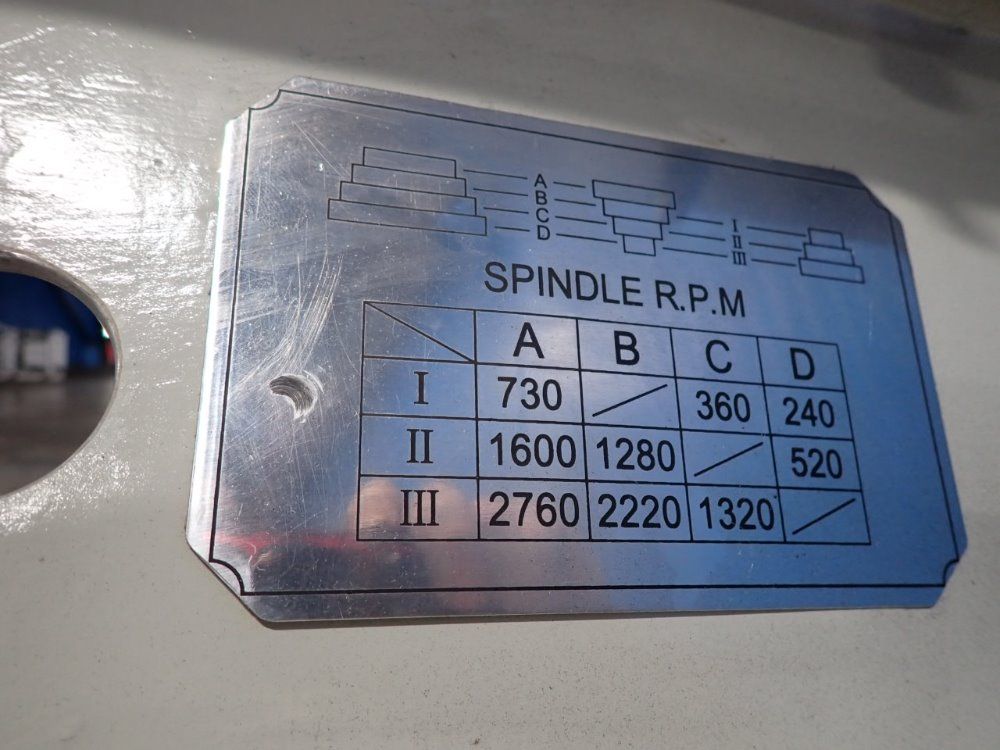 A
B
C
D
I
II
III
SPINDLE R.P.M
A B C D
I 730 / 360 240
II 1600 1280 / 520
III 2760 2220 1320 /